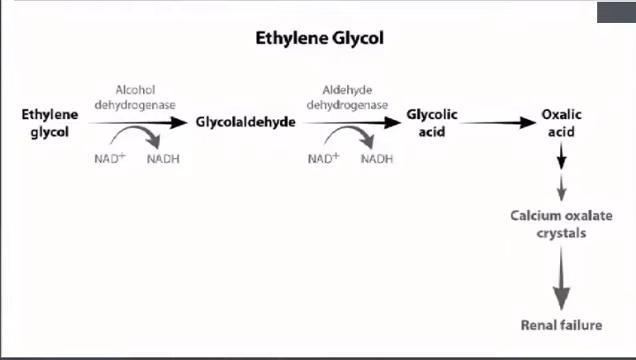 Ethylene Glycol
Alcohol
dehydrogenase
Aldehyde
dehydrogenase
Ethylene
glycol
Glycolaldehyde
Glycolic
acid
Oxalic
acid
NAD+ NADH
NAD+ NADH
Calcium oxalate
crystals
Renal failure